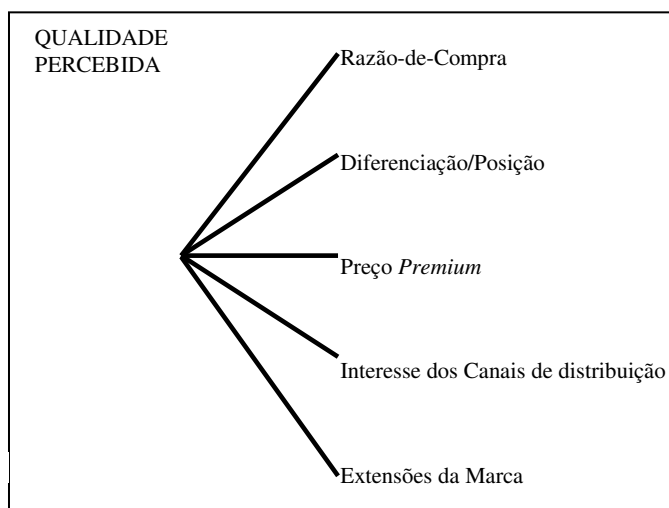 QUALIDADE
PERCEBIDA
Razão-de-Compra
Diferenciação/Posição
Preço Premium
Interesse dos Canais de distribuição
Extensões da Marca